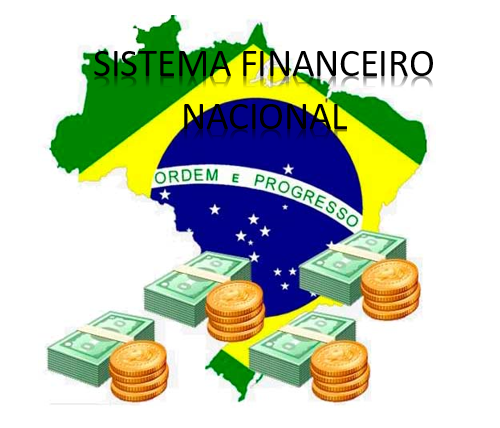 SISTEMA FINANCEIRO
NACIONAL
ORDEM E PROGRESSO